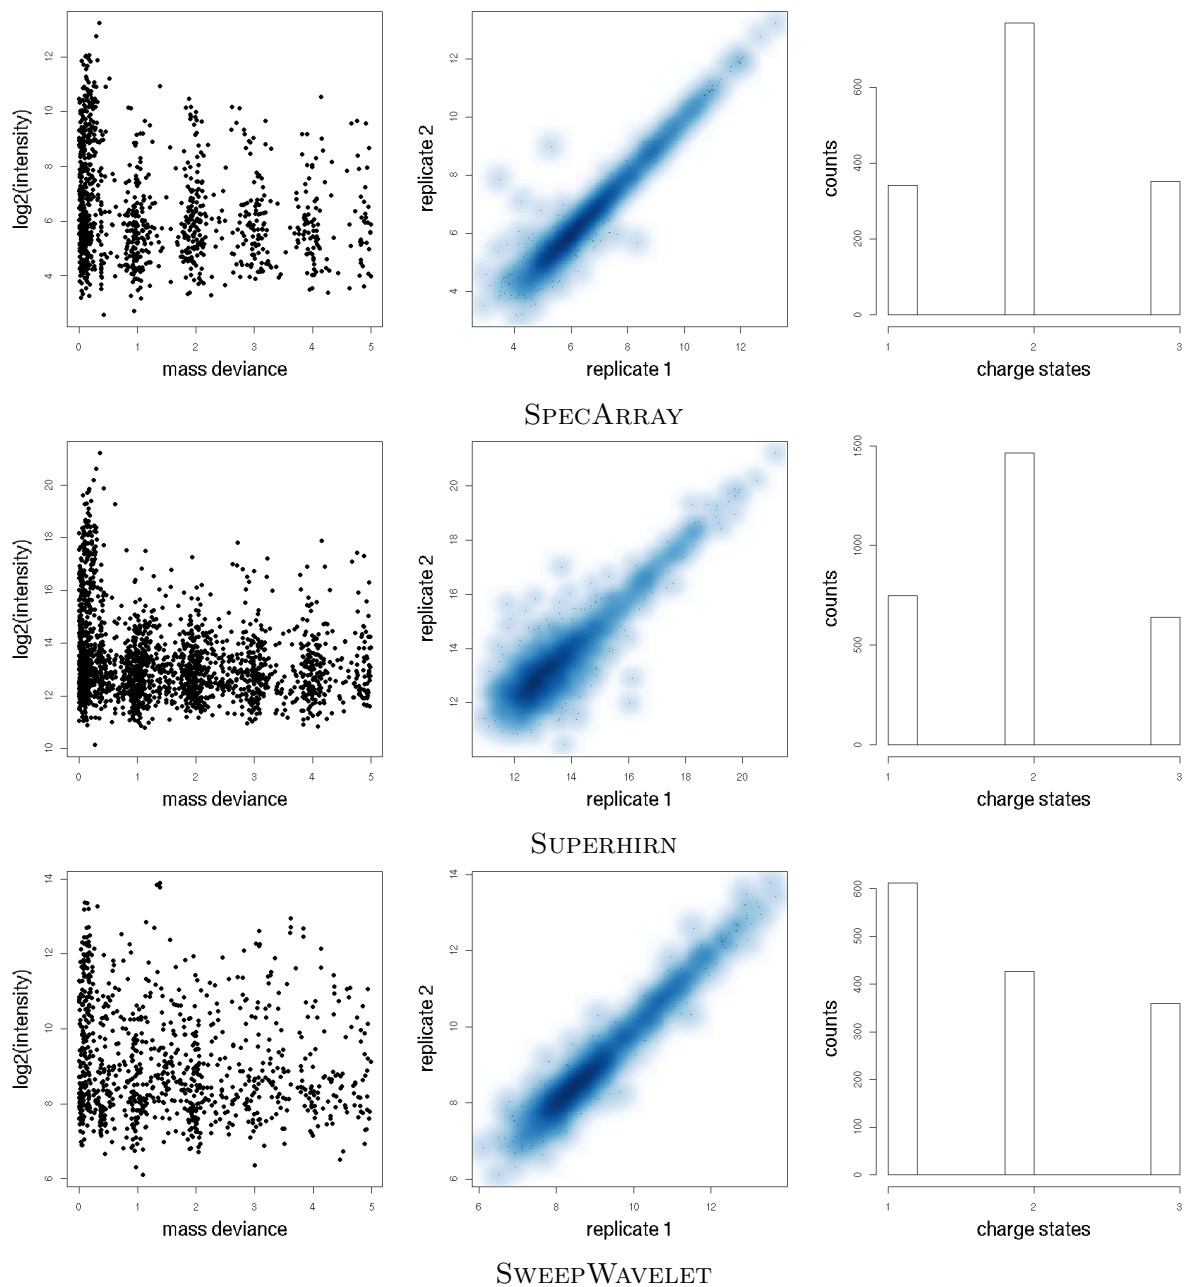 log2(intensity)
4 6 8 10 12
0 1 2 3 4 5
mass deviance
replicate 2
4 6 8 10 12
4 6 8 10 12
replicate 1
counts
0 200 400 600
1 2 3
charge states
SPECARRAY
log2(intensity)
10 12 14 16 18 20
0 1 2 3 4 5
mass deviance
replicate 2
12 14 16 18 20
12 14 16 18 20
replicate 1
counts
0 500 1000 1500
1 2 3
charge states
SUPERHIRN
log2(intensity)
6 8 10 12 14
0 1 2 3 4 5
mass deviance
replicate 2
6 8 10 12 14
6 8 10 12
replicate 1
counts
0 100 200 300 400 500 600
1 2 3
charge states
SWEEPWAVELET